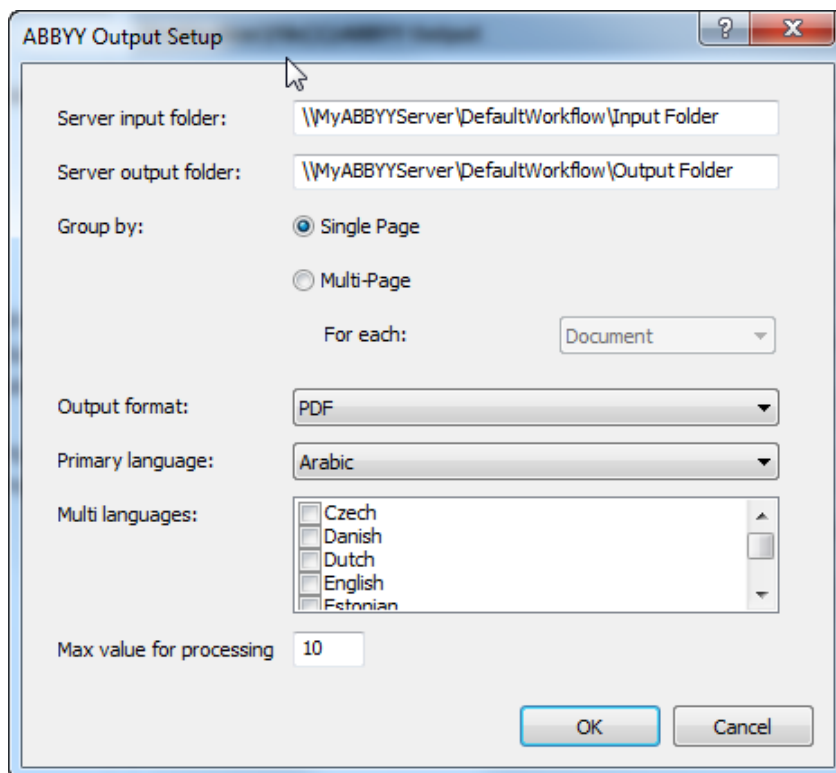 ABBYY Output Setup
Server input folder: \\MyABBYYServer\DefaultWorkflow\Input Folder
Server output folder: \\MyABBYYServer\DefaultWorkflow\Output Folder
Group by: Single Page
Multi-Page
For each: Document
Output format: PDF
Primary language: Arabic
Multi languages: Czech
Danish
Dutch
English
Estonian
Max value for processing 10
OK Cancel